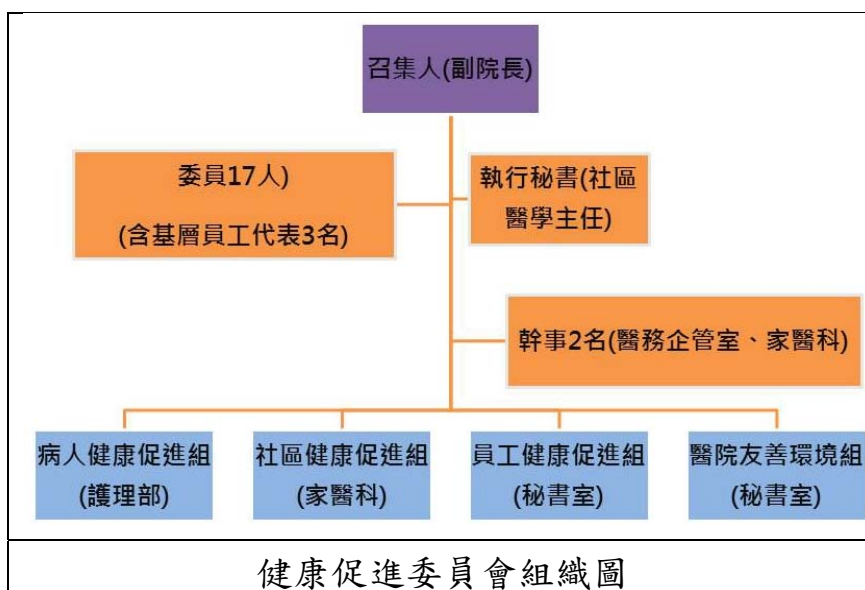 召集人(副院長)
委員17人)
(含基層員工代表3名)
執行秘書(社區
醫學主任)
幹事2名(醫務企管室、家醫科)
病人健康促進組
(護理部)
社區健康促進組
(家醫科)
員工健康促進組
(秘書室)
醫院友善環境組
(秘書室)
健康促進委員會組織圖